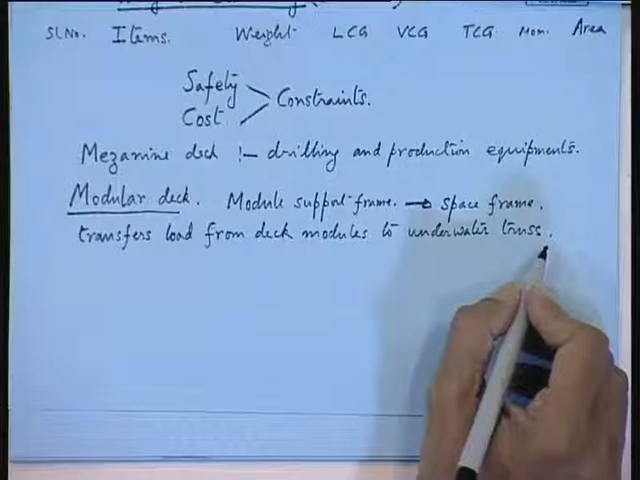 Sl.No. Items. Weight LCG VCG TCG Mom. Area
Safety
Cost
Constraints.
Mezanine deck :- drilling and production equipments.
Modular deck. Module support frame. → space frame.
transfers load from deck modules to underwater truss.